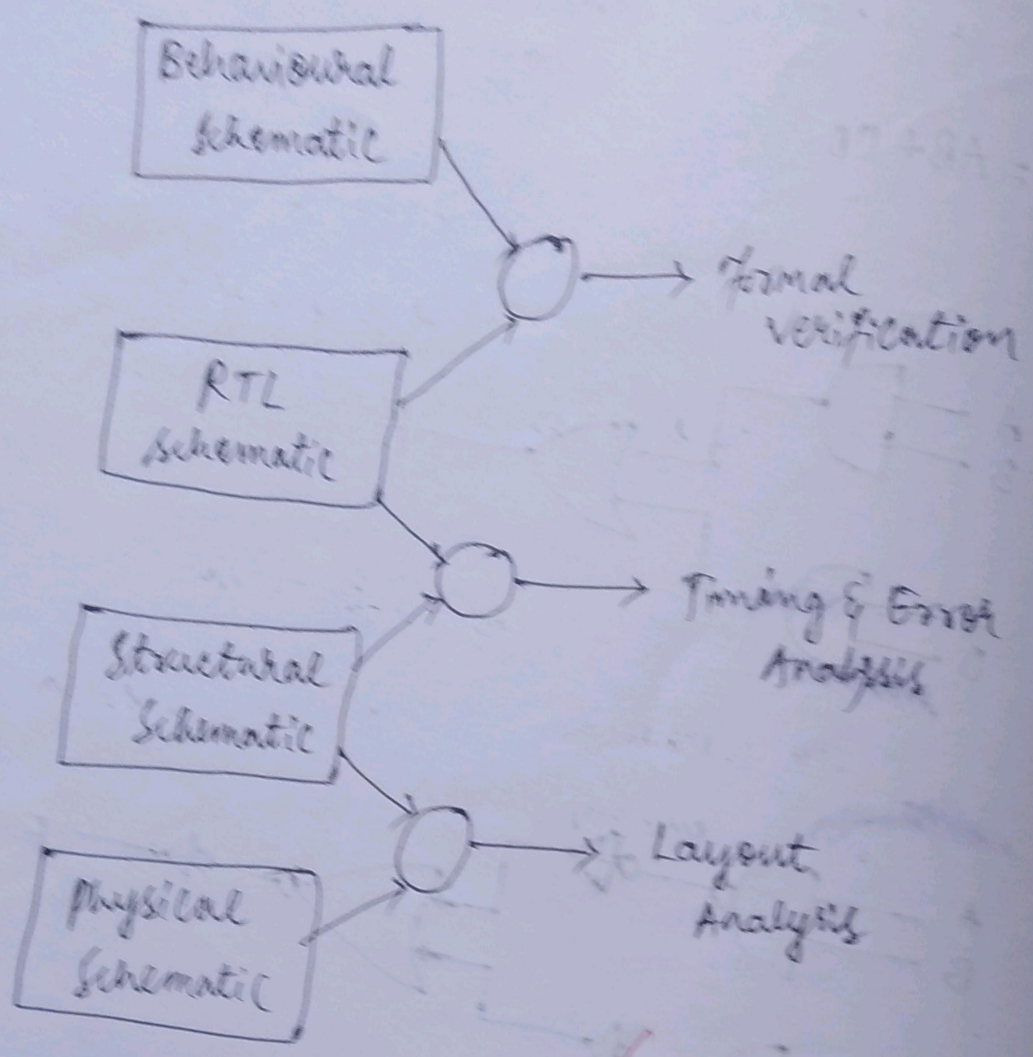 Behavioural
Schematic
Formal
verification
RTL
Schematic
Timing & Error
Analysis
Structural
Schematic
Layout
Analysis
Physical
Schematic